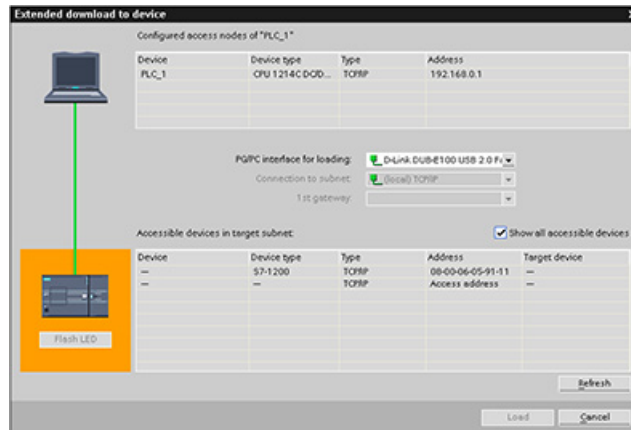 Extended download to device
Configured access nodes of "PLC_1"
Device Device type Type Address
PLC_1 CPU 1214C DC/D... TCP/IP 192.168.0.1
PG/PC interface for loading: D-Link DUB-E100 USB 2.0 Fa
Connection to subnet: (local) TCP/IP
1st gateway:
Accessible devices in target subnet: Show all accessible devices
Device Device type Type Address Target device
— S7-1200 TCP/IP 08-00-06-05-91-11 —
— — TCP/IP Access address —
Flash LED
Refresh
Load Cancel